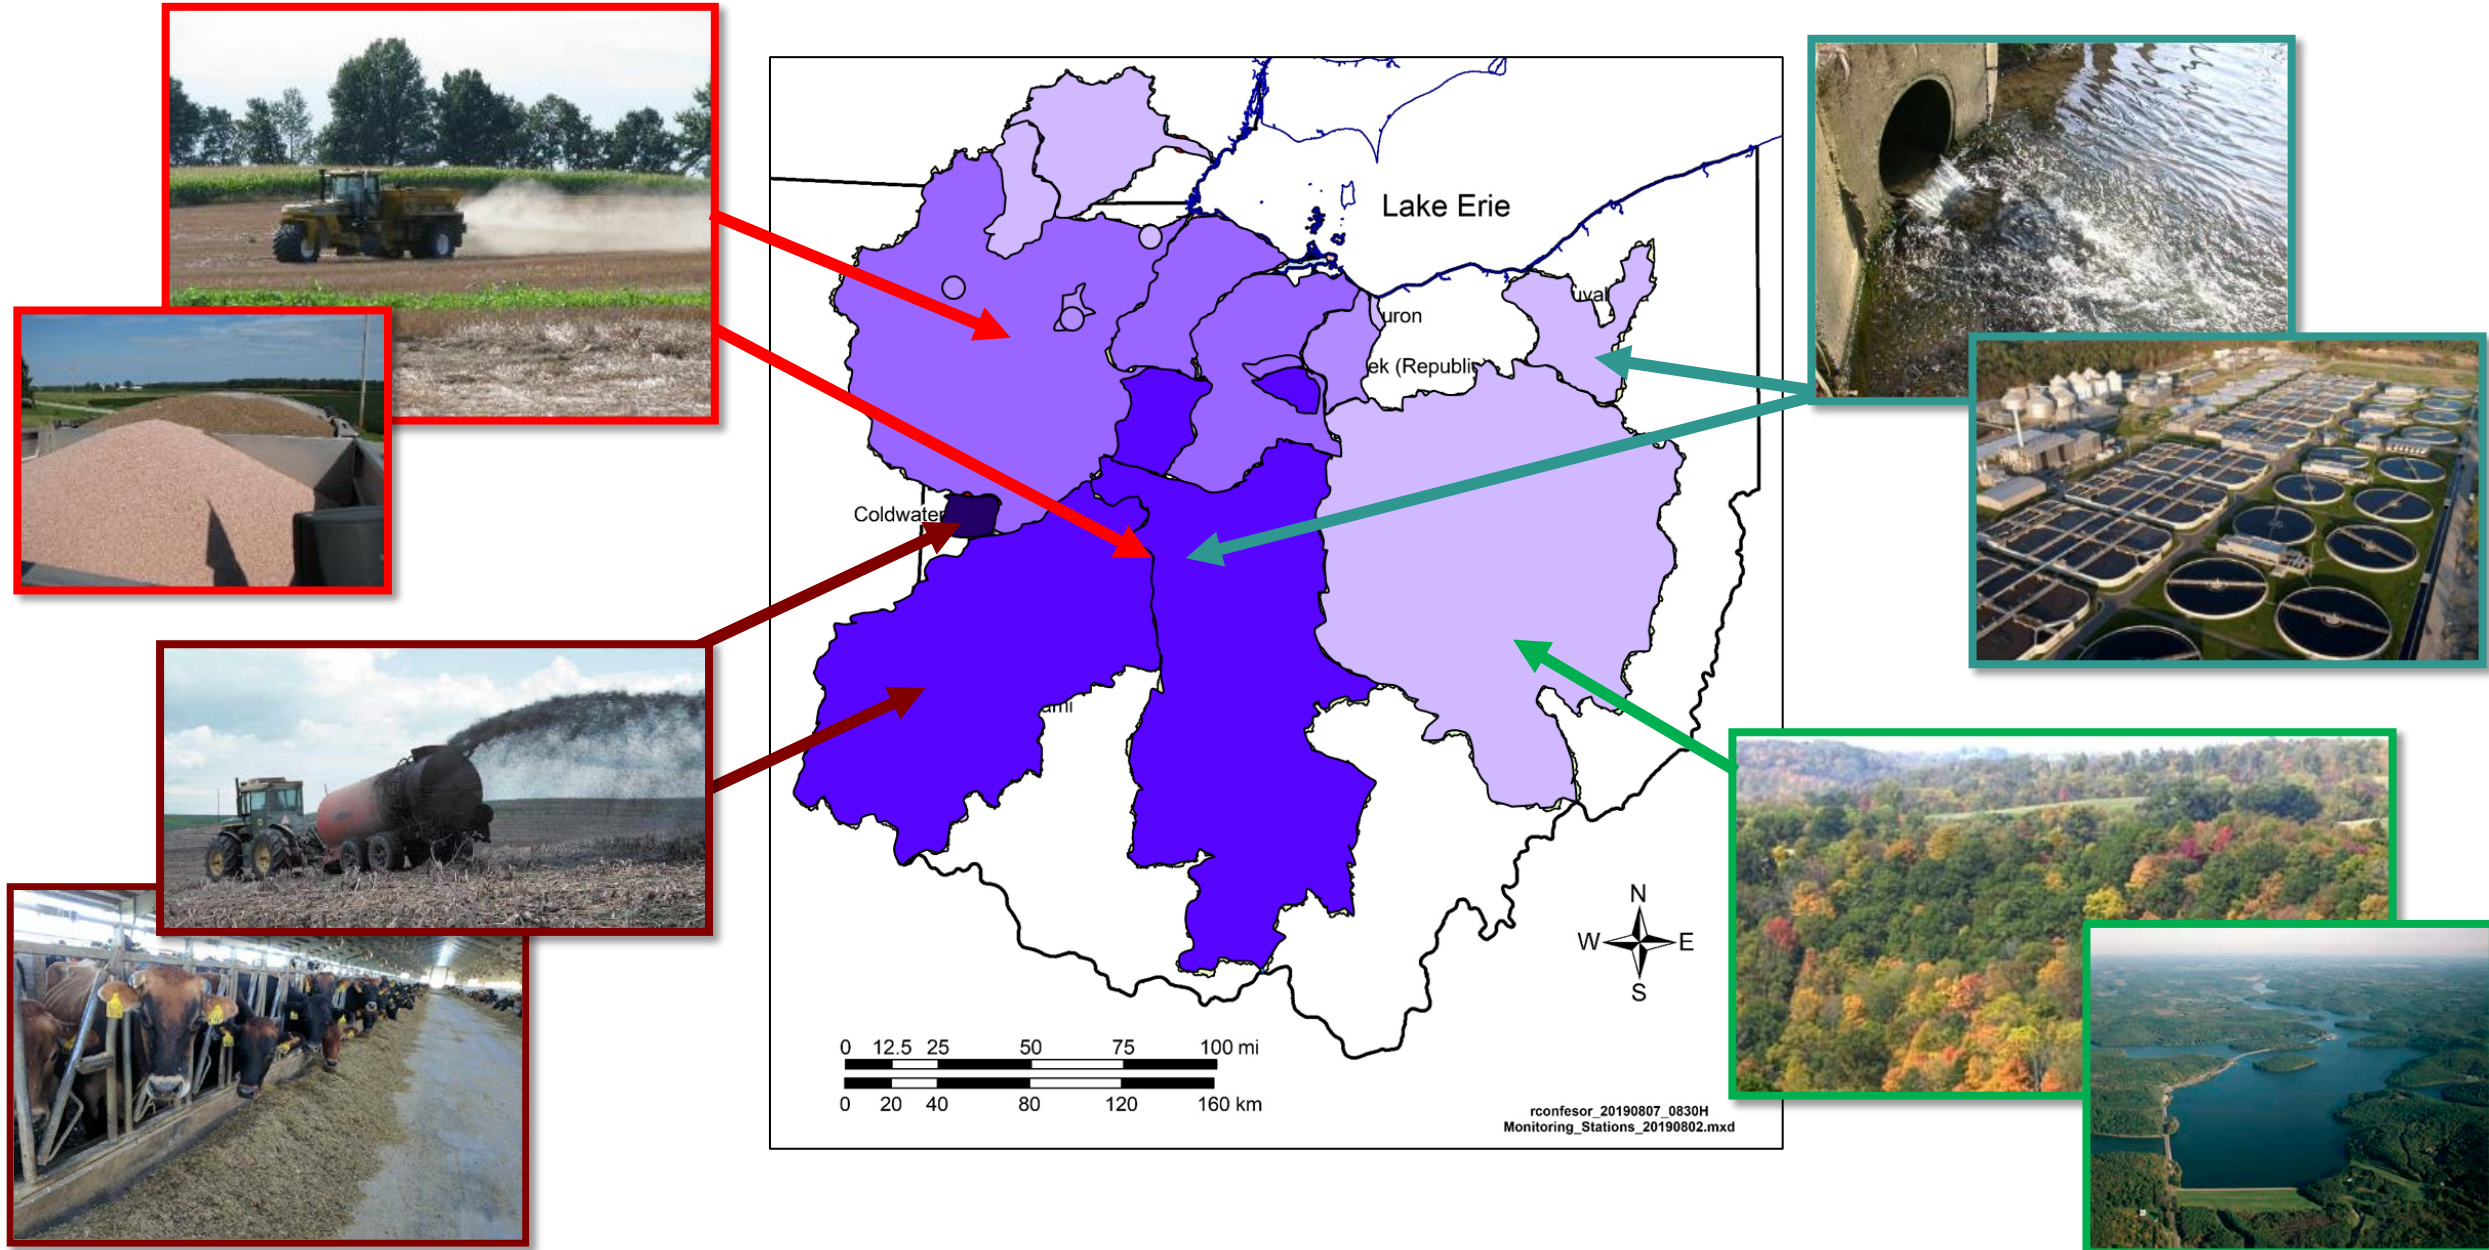 Lake Erie
uval
uron
ek (Republi
Coldwater
ami
N
W E
S
0 12.5 25 50 75 100 mi
0 20 40 80 120 160 km
rconfesor_20190807_0830H
Monitoring_Stations_20190802.mxd